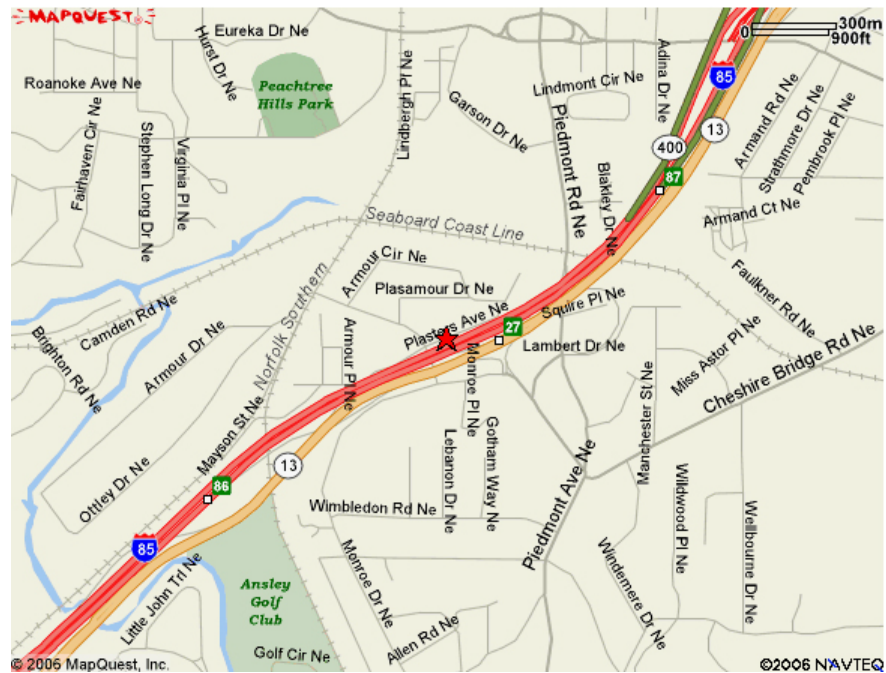 MAPQUEST
300m
0
900ft
Eureka Dr Ne
Hurst Dr Ne
Roanoke Ave Ne
Peachtree
Hills Park
Fairhaven Cir Ne
Stephen Long Dr Ne
Virginia Pl Ne
Lindbergh Pl Ne
Garson Dr Ne
Lindmont Cir Ne
Adina Dr Ne
85
13
400
87
Armand Rd Ne
Strathmore Dr Ne
Pembrook Pl Ne
Piedmont Rd Ne
Blakley Dr Ne
Armand Ct Ne
Seaboard Coast Line
Armour Cir Ne
Plasamour Dr Ne
Plasters Ave Ne
27
Squire Pl Ne
Lambert Dr Ne
Faulkner Rd Ne
Miss Astor Pl Ne
Cheshire Bridge Rd Ne
Manchester St Ne
Norfolk Southern
Camden Rd Ne
Brighton Rd Ne
Armour Dr Ne
Armour Pl Ne
Monroe Pl Ne
Mayson St Ne
Ottley Dr Ne
86
13
85
Lebanon Dr Ne
Gotham Way Ne
Wimbledon Rd Ne
Piedmont Ave Ne
Wildwood Pl Ne
Wellbourne Dr Ne
Windemere Dr Ne
Monroe Dr Ne
Allen Rd Ne
Little John Trl Ne
Ansley
Golf
Club
Golf Cir Ne
© 2006 MapQuest, Inc.
©2006 NAVTEQ